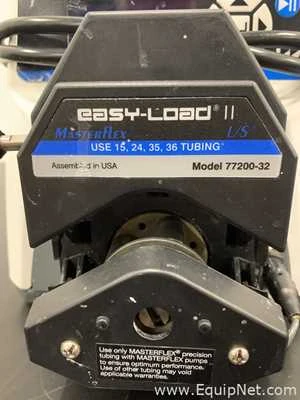 easy-Load® II
MASTERFLEX® L/S®
USE 15, 24, 35, 36 TUBING
Assembled in USA Model 77200-32
Use only MASTERFLEX® precision
tubing with MASTERFLEX pumps
to ensure optimum performance.
Use of other tubing may void
applicable warranties.
Copyright EquipNet.com